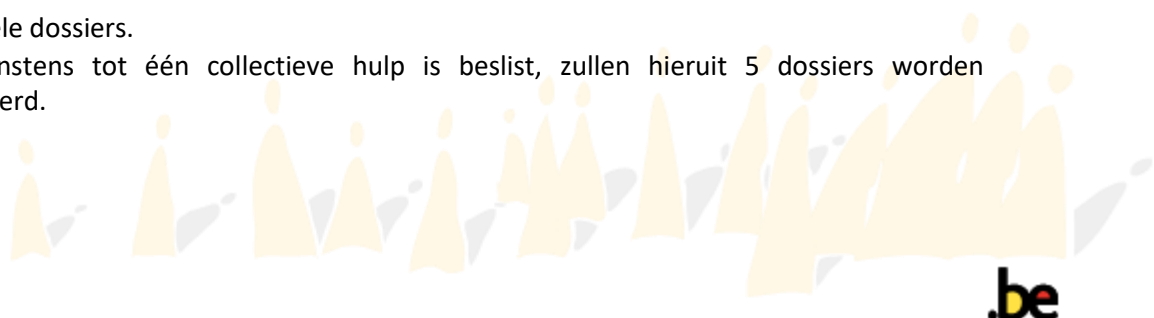 le dossiers.
nstens tot één collectieve hulp is beslist, zullen hieruit 5 dossiers worden
erd.
.be